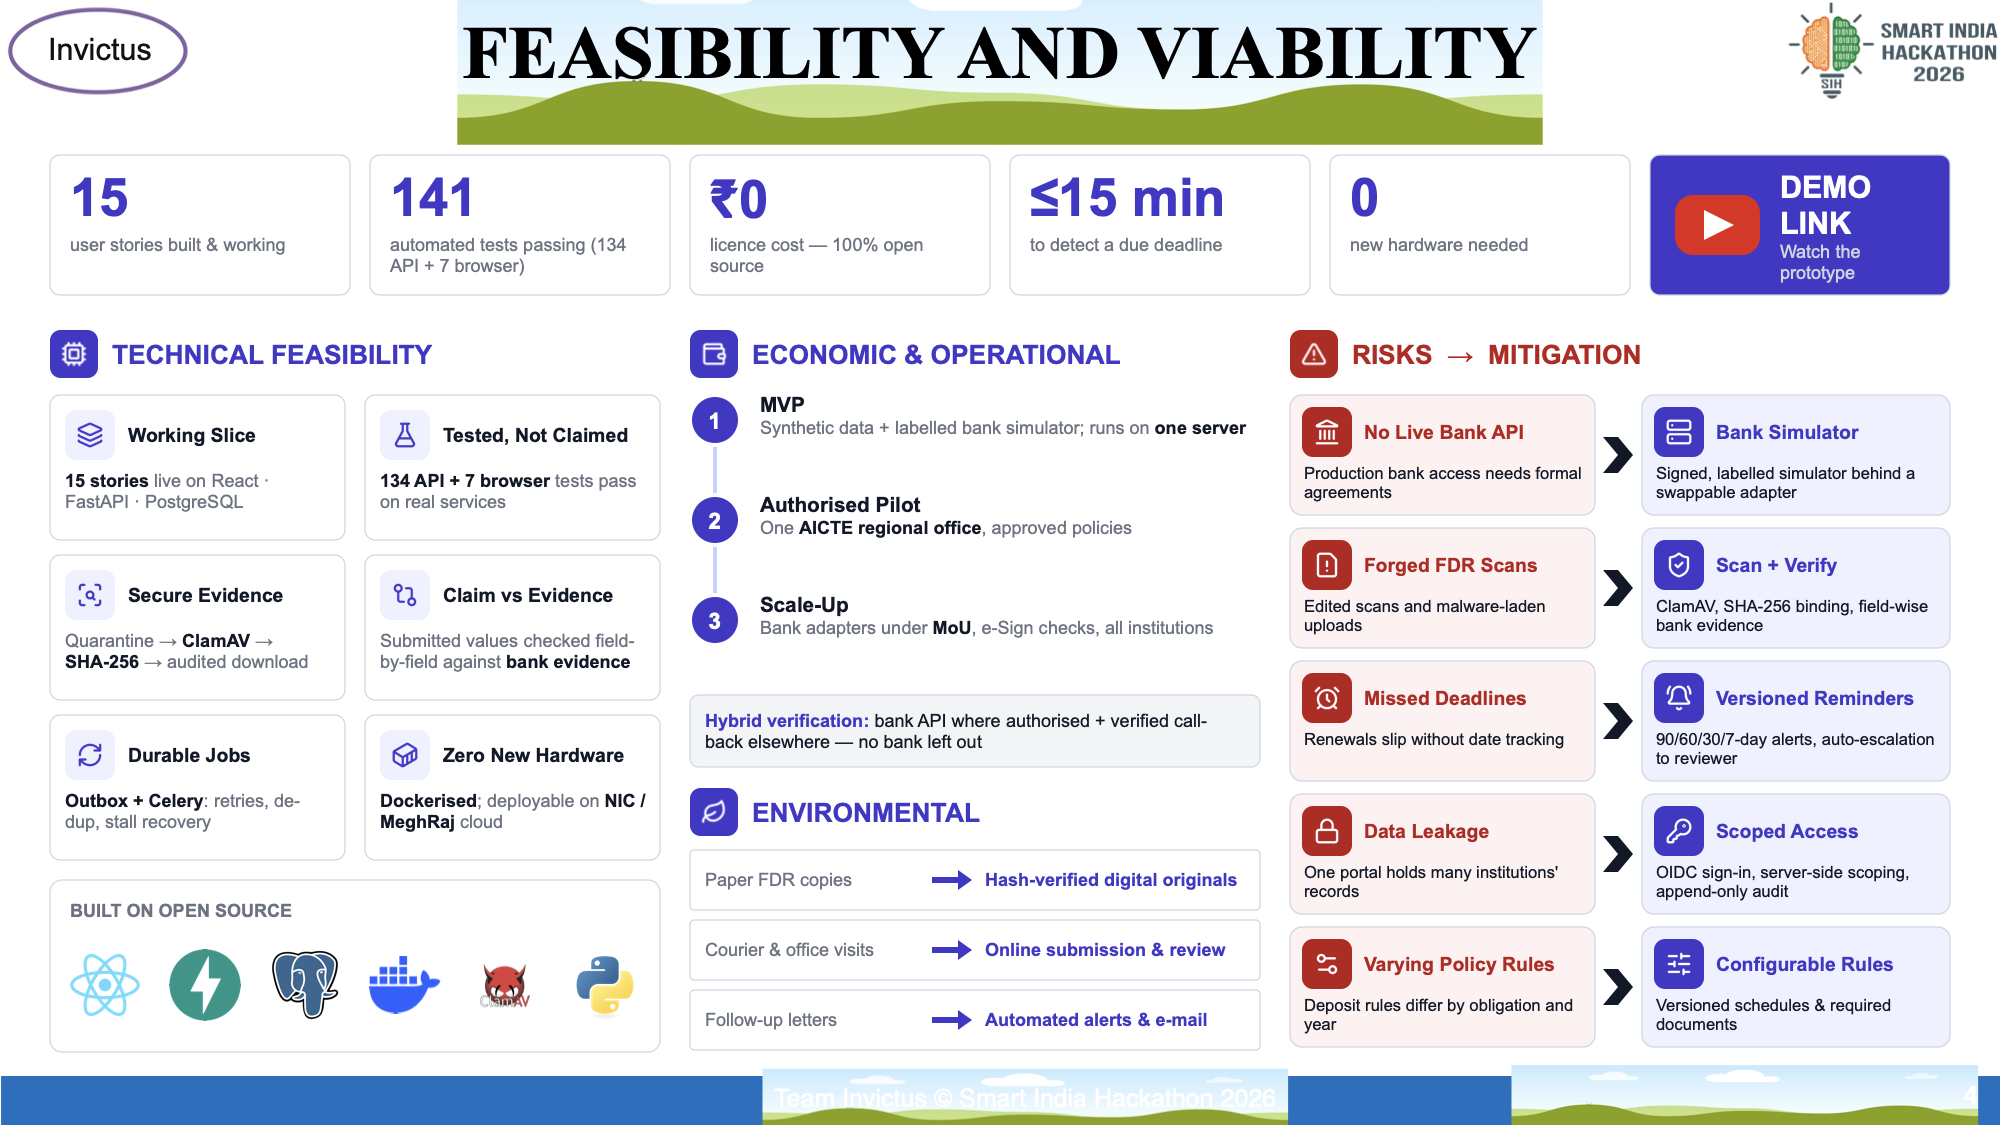 Invictus
FEASIBILITY AND VIABILITY
SMART INDIA
HACKATHON
2026
SIH
15
user stories built & working
141
automated tests passing (134
API + 7 browser)
₹0
licence cost — 100% open
source
≤15 min
to detect a due deadline
0
new hardware needed
DEMO
LINK
Watch the
prototype
TECHNICAL FEASIBILITY
Working Slice
15 stories live on React ·
FastAPI · PostgreSQL
Tested, Not Claimed
134 API + 7 browser tests pass
on real services
Secure Evidence
Quarantine → ClamAV →
SHA-256 → audited download
Claim vs Evidence
Submitted values checked field-
by-field against bank evidence
Durable Jobs
Outbox + Celery: retries, de-
dup, stall recovery
Zero New Hardware
Dockerised; deployable on NIC /
MeghRaj cloud
BUILT ON OPEN SOURCE
ClamAV
ECONOMIC & OPERATIONAL
1
MVP
Synthetic data + labelled bank simulator; runs on one server
2
Authorised Pilot
One AICTE regional office, approved policies
3
Scale-Up
Bank adapters under MoU, e-Sign checks, all institutions
Hybrid verification: bank API where authorised + verified call-
back elsewhere — no bank left out
ENVIRONMENTAL
Paper FDR copies
Hash-verified digital originals
Courier & office visits
Online submission & review
Follow-up letters
Automated alerts & e-mail
RISKS → MITIGATION
No Live Bank API
Production bank access needs formal
agreements
Bank Simulator
Signed, labelled simulator behind a
swappable adapter
Forged FDR Scans
Edited scans and malware-laden
uploads
Scan + Verify
ClamAV, SHA-256 binding, field-wise
bank evidence
Missed Deadlines
Renewals slip without date tracking
Versioned Reminders
90/60/30/7-day alerts, auto-escalation
to reviewer
Data Leakage
One portal holds many institutions'
records
Scoped Access
OIDC sign-in, server-side scoping,
append-only audit
Varying Policy Rules
Deposit rules differ by obligation and
year
Configurable Rules
Versioned schedules & required
documents
Team Invictus © Smart India Hackathon 2026
4